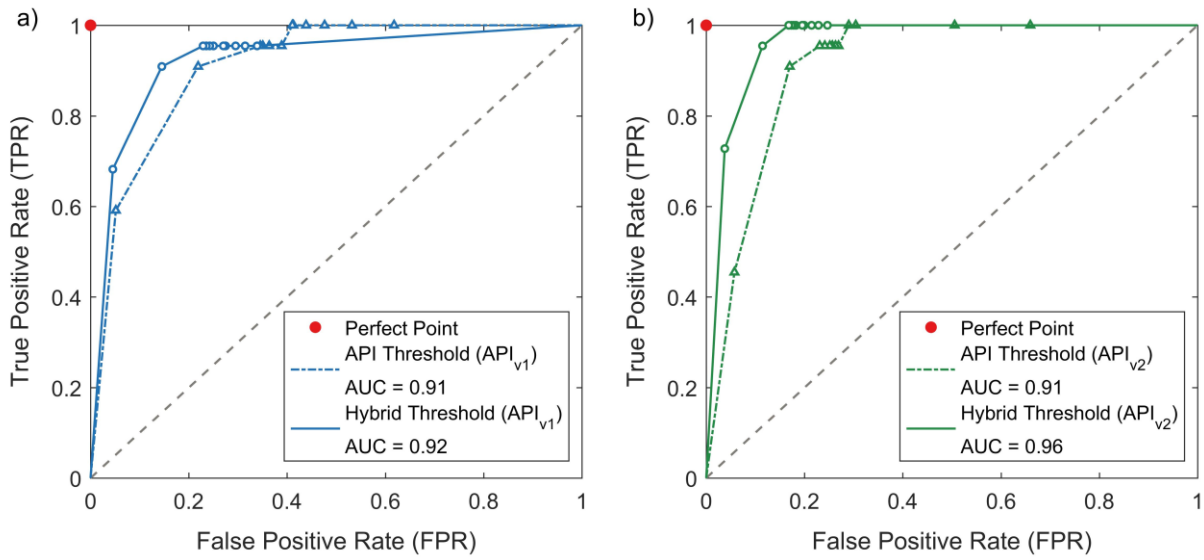 a)
1
0.8
0.6
0.4
0.2
0
True Positive Rate (TPR)
0 0.2 0.4 0.6 0.8 1
False Positive Rate (FPR)
Perfect Point
API Threshold (API_v1)
AUC = 0.91
Hybrid Threshold (API_v1)
AUC = 0.92
b)
1
0.8
0.6
0.4
0.2
0
True Positive Rate (TPR)
0 0.2 0.4 0.6 0.8 1
False Positive Rate (FPR)
Perfect Point
API Threshold (API_v2)
AUC = 0.91
Hybrid Threshold (API_v2)
AUC = 0.96